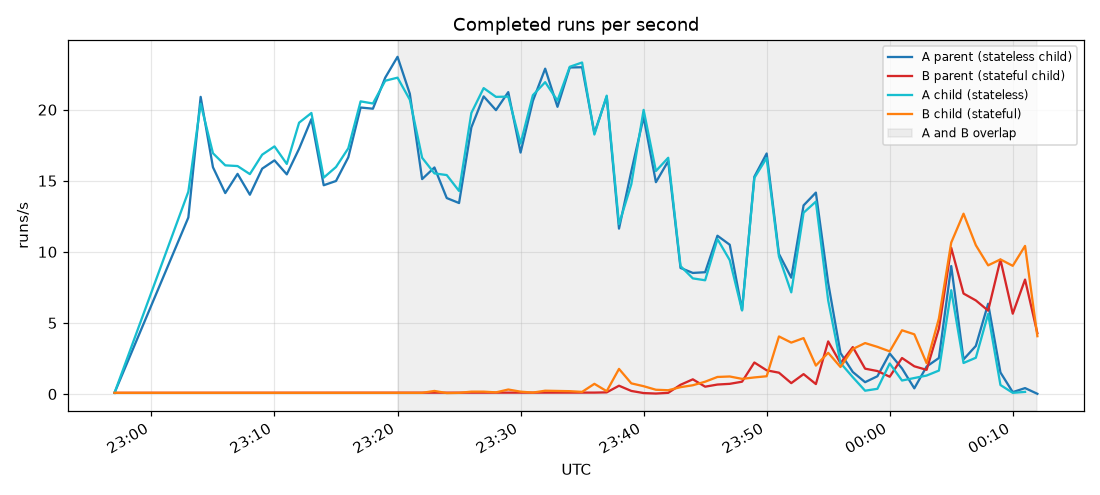 Completed runs per second
A parent (stateless child)
B parent (stateful child)
A child (stateless)
B child (stateful)
A and B overlap
runs/s
20
15
10
5
0
23:00
23:10
23:20
23:30
23:40
23:50
00:00
00:10
UTC